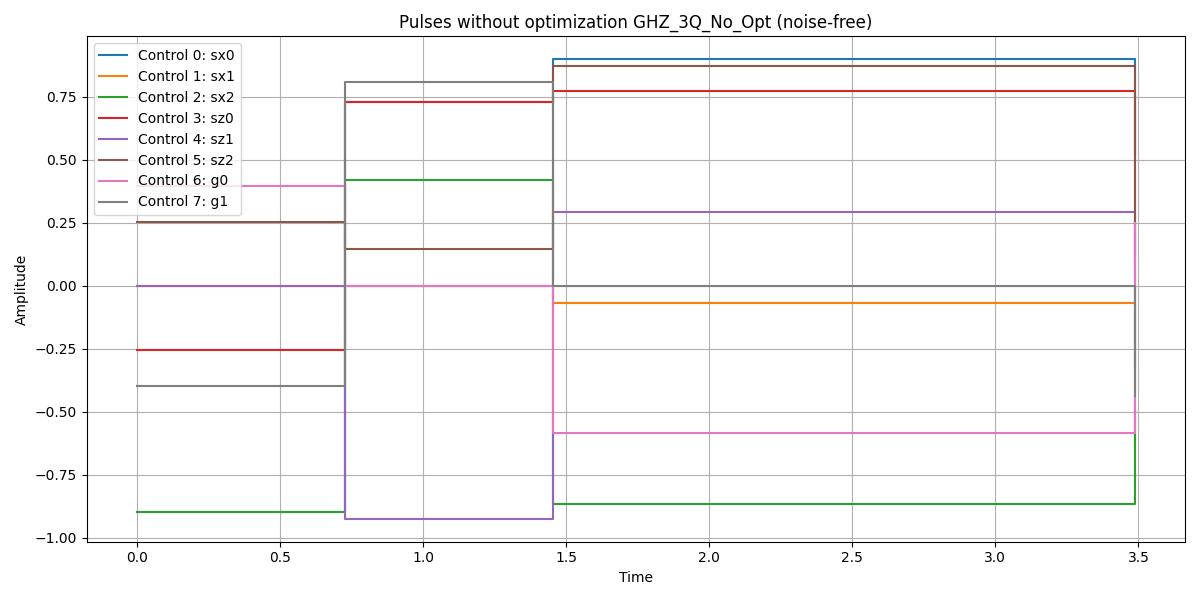 Pulses without optimization GHZ_3Q_No_Opt (noise-free)
Control 0: sx0
Control 1: sx1
Control 2: sx2
Control 3: sz0
Control 4: sz1
Control 5: sz2
Control 6: g0
Control 7: g1
Amplitude
0.75
0.50
0.25
0.00
−0.25
−0.50
−0.75
−1.00
0.0 0.5 1.0 1.5 2.0 2.5 3.0 3.5
Time